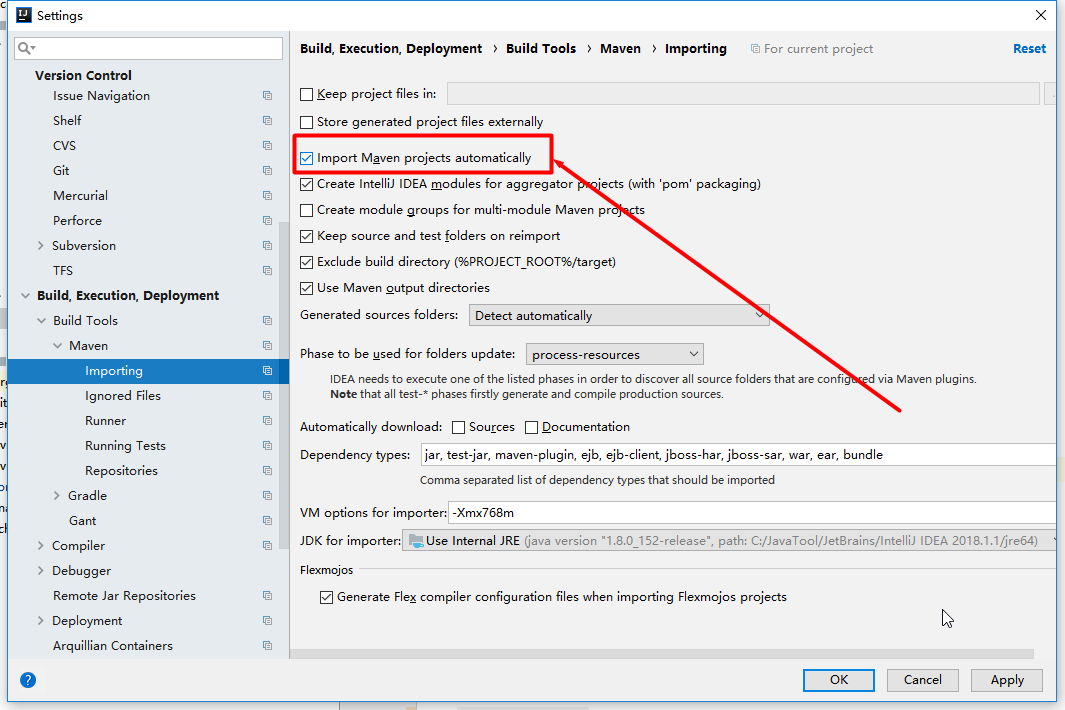 Settings
Version Control
Issue Navigation
Shelf
CVS
Git
Mercurial
Perforce
Subversion
TFS
Build, Execution, Deployment
Build Tools
Maven
Importing
Ignored Files
Runner
Running Tests
Repositories
Gradle
Gant
Compiler
Debugger
Remote Jar Repositories
Deployment
Arquillian Containers
Build, Execution, Deployment › Build Tools › Maven › Importing For current project Reset
Keep project files in:
Store generated project files externally
Import Maven projects automatically
Create IntelliJ IDEA modules for aggregator projects (with 'pom' packaging)
Create module groups for multi-module Maven projects
Keep source and test folders on reimport
Exclude build directory (%PROJECT_ROOT%/target)
Use Maven output directories
Generated sources folders: Detect automatically
Phase to be used for folders update: process-resources
IDEA needs to execute one of the listed phases in order to discover all source folders that are configured via Maven plugins.
Note that all test-* phases firstly generate and compile production sources.
Automatically download: Sources Documentation
Dependency types: jar, test-jar, maven-plugin, ejb, ejb-client, jboss-har, jboss-sar, war, ear, bundle
Comma separated list of dependency types that should be imported
VM options for importer: -Xmx768m
JDK for importer: Use Internal JRE (java version "1.8.0_152-release", path: C:/JavaTool/JetBrains/IntelliJ IDEA 2018.1.1/jre64)
Flexmojos
Generate Flex compiler configuration files when importing Flexmojos projects
? OK Cancel Apply